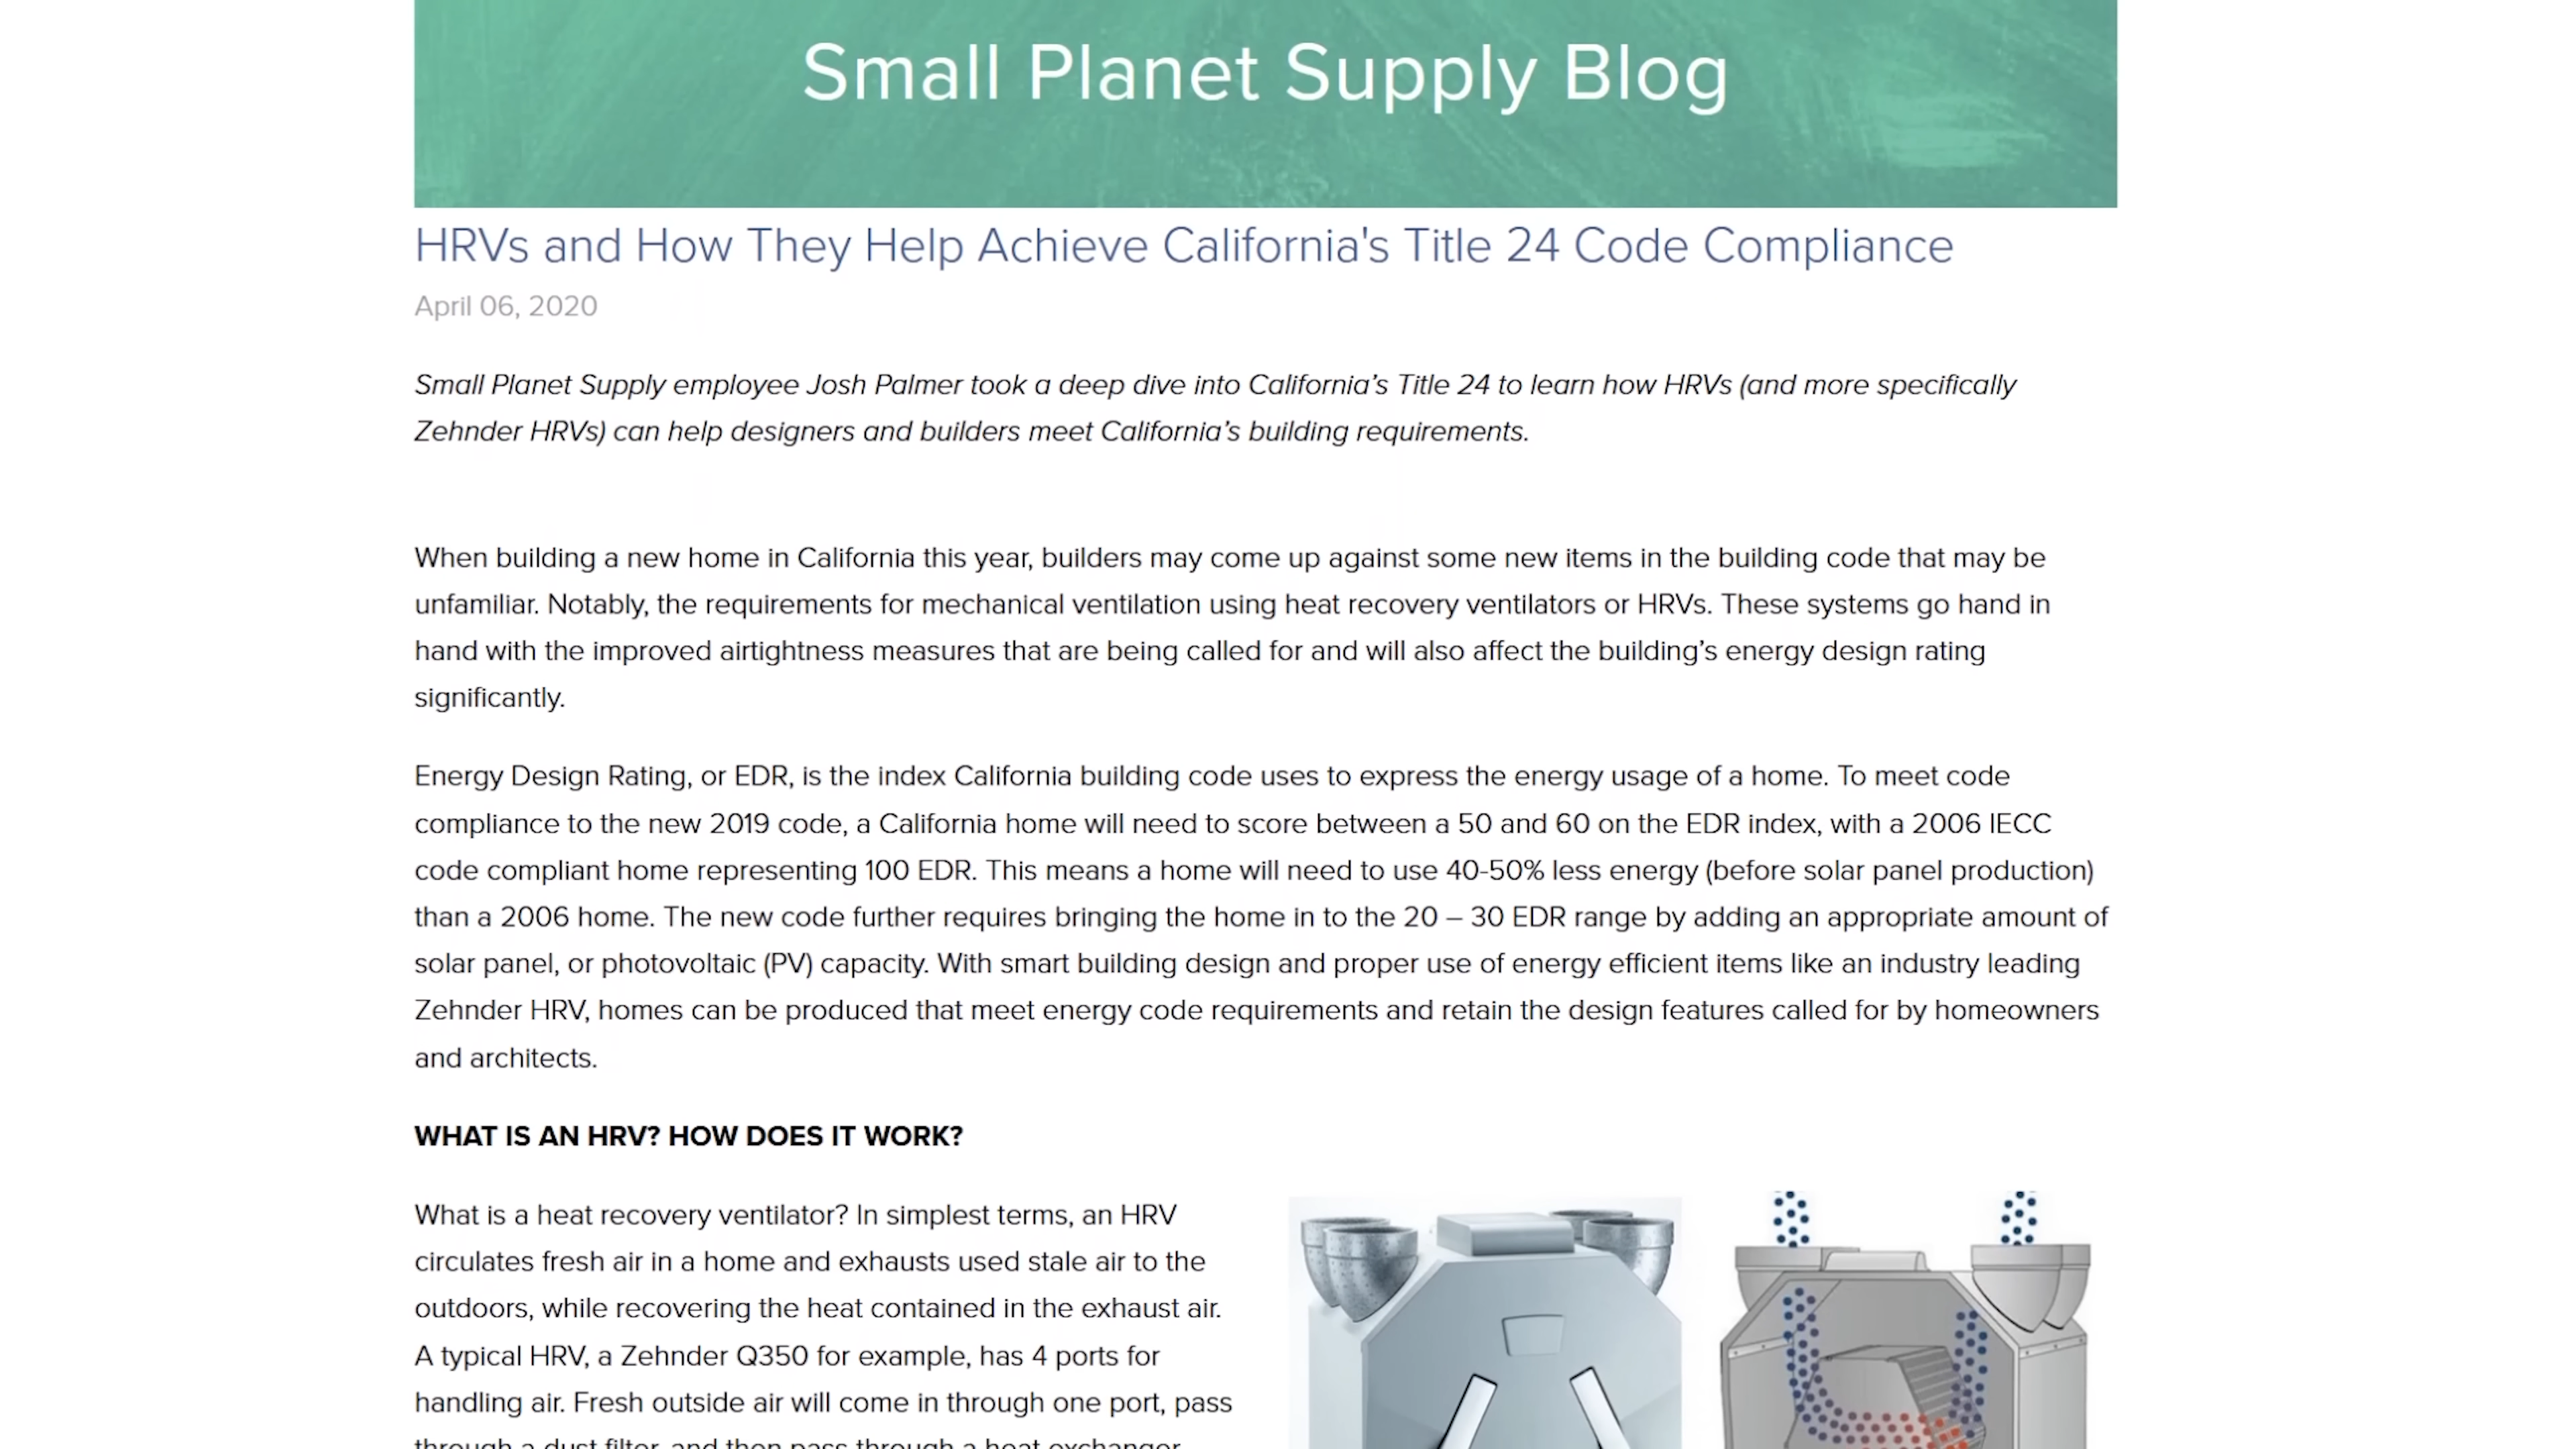 Small Planet Supply Blog
HRVs and How They Help Achieve California's Title 24 Code Compliance
April 06, 2020
Small Planet Supply employee Josh Palmer took a deep dive into California’s Title 24 to learn how HRVs (and more specifically
Zehnder HRVs) can help designers and builders meet California’s building requirements.
When building a new home in California this year, builders may come up against some new items in the building code that may be
unfamiliar. Notably, the requirements for mechanical ventilation using heat recovery ventilators or HRVs. These systems go hand in
hand with the improved airtightness measures that are being called for and will also affect the building’s energy design rating
significantly.
Energy Design Rating, or EDR, is the index California building code uses to express the energy usage of a home. To meet code
compliance to the new 2019 code, a California home will need to score between a 50 and 60 on the EDR index, with a 2006 IECC
code compliant home representing 100 EDR. This means a home will need to use 40-50% less energy (before solar panel production)
than a 2006 home. The new code further requires bringing the home in to the 20 – 30 EDR range by adding an appropriate amount of
solar panel, or photovoltaic (PV) capacity. With smart building design and proper use of energy efficient items like an industry leading
Zehnder HRV, homes can be produced that meet energy code requirements and retain the design features called for by homeowners
and architects.
WHAT IS AN HRV? HOW DOES IT WORK?
What is a heat recovery ventilator? In simplest terms, an HRV
circulates fresh air in a home and exhausts used stale air to the
outdoors, while recovering the heat contained in the exhaust air.
A typical HRV, a Zehnder Q350 for example, has 4 ports for
handling air. Fresh outside air will come in through one port, pass
through a dust filter, and then pass through a heat exchanger